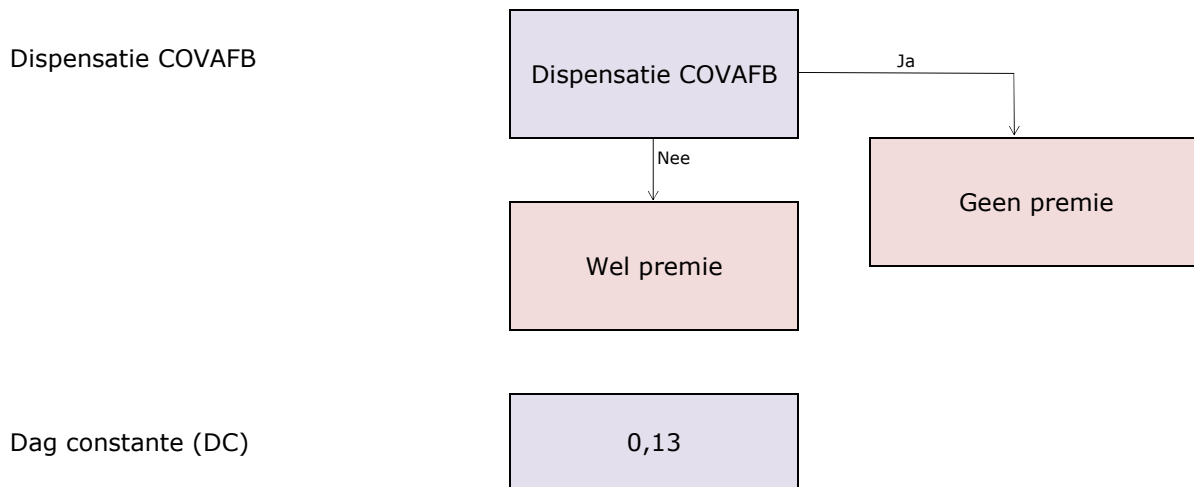 Dispensatie COVAFB
Dispensatie COVAFB
Ja
Nee
Geen premie
Wel premie
Dag constante (DC)
0,13